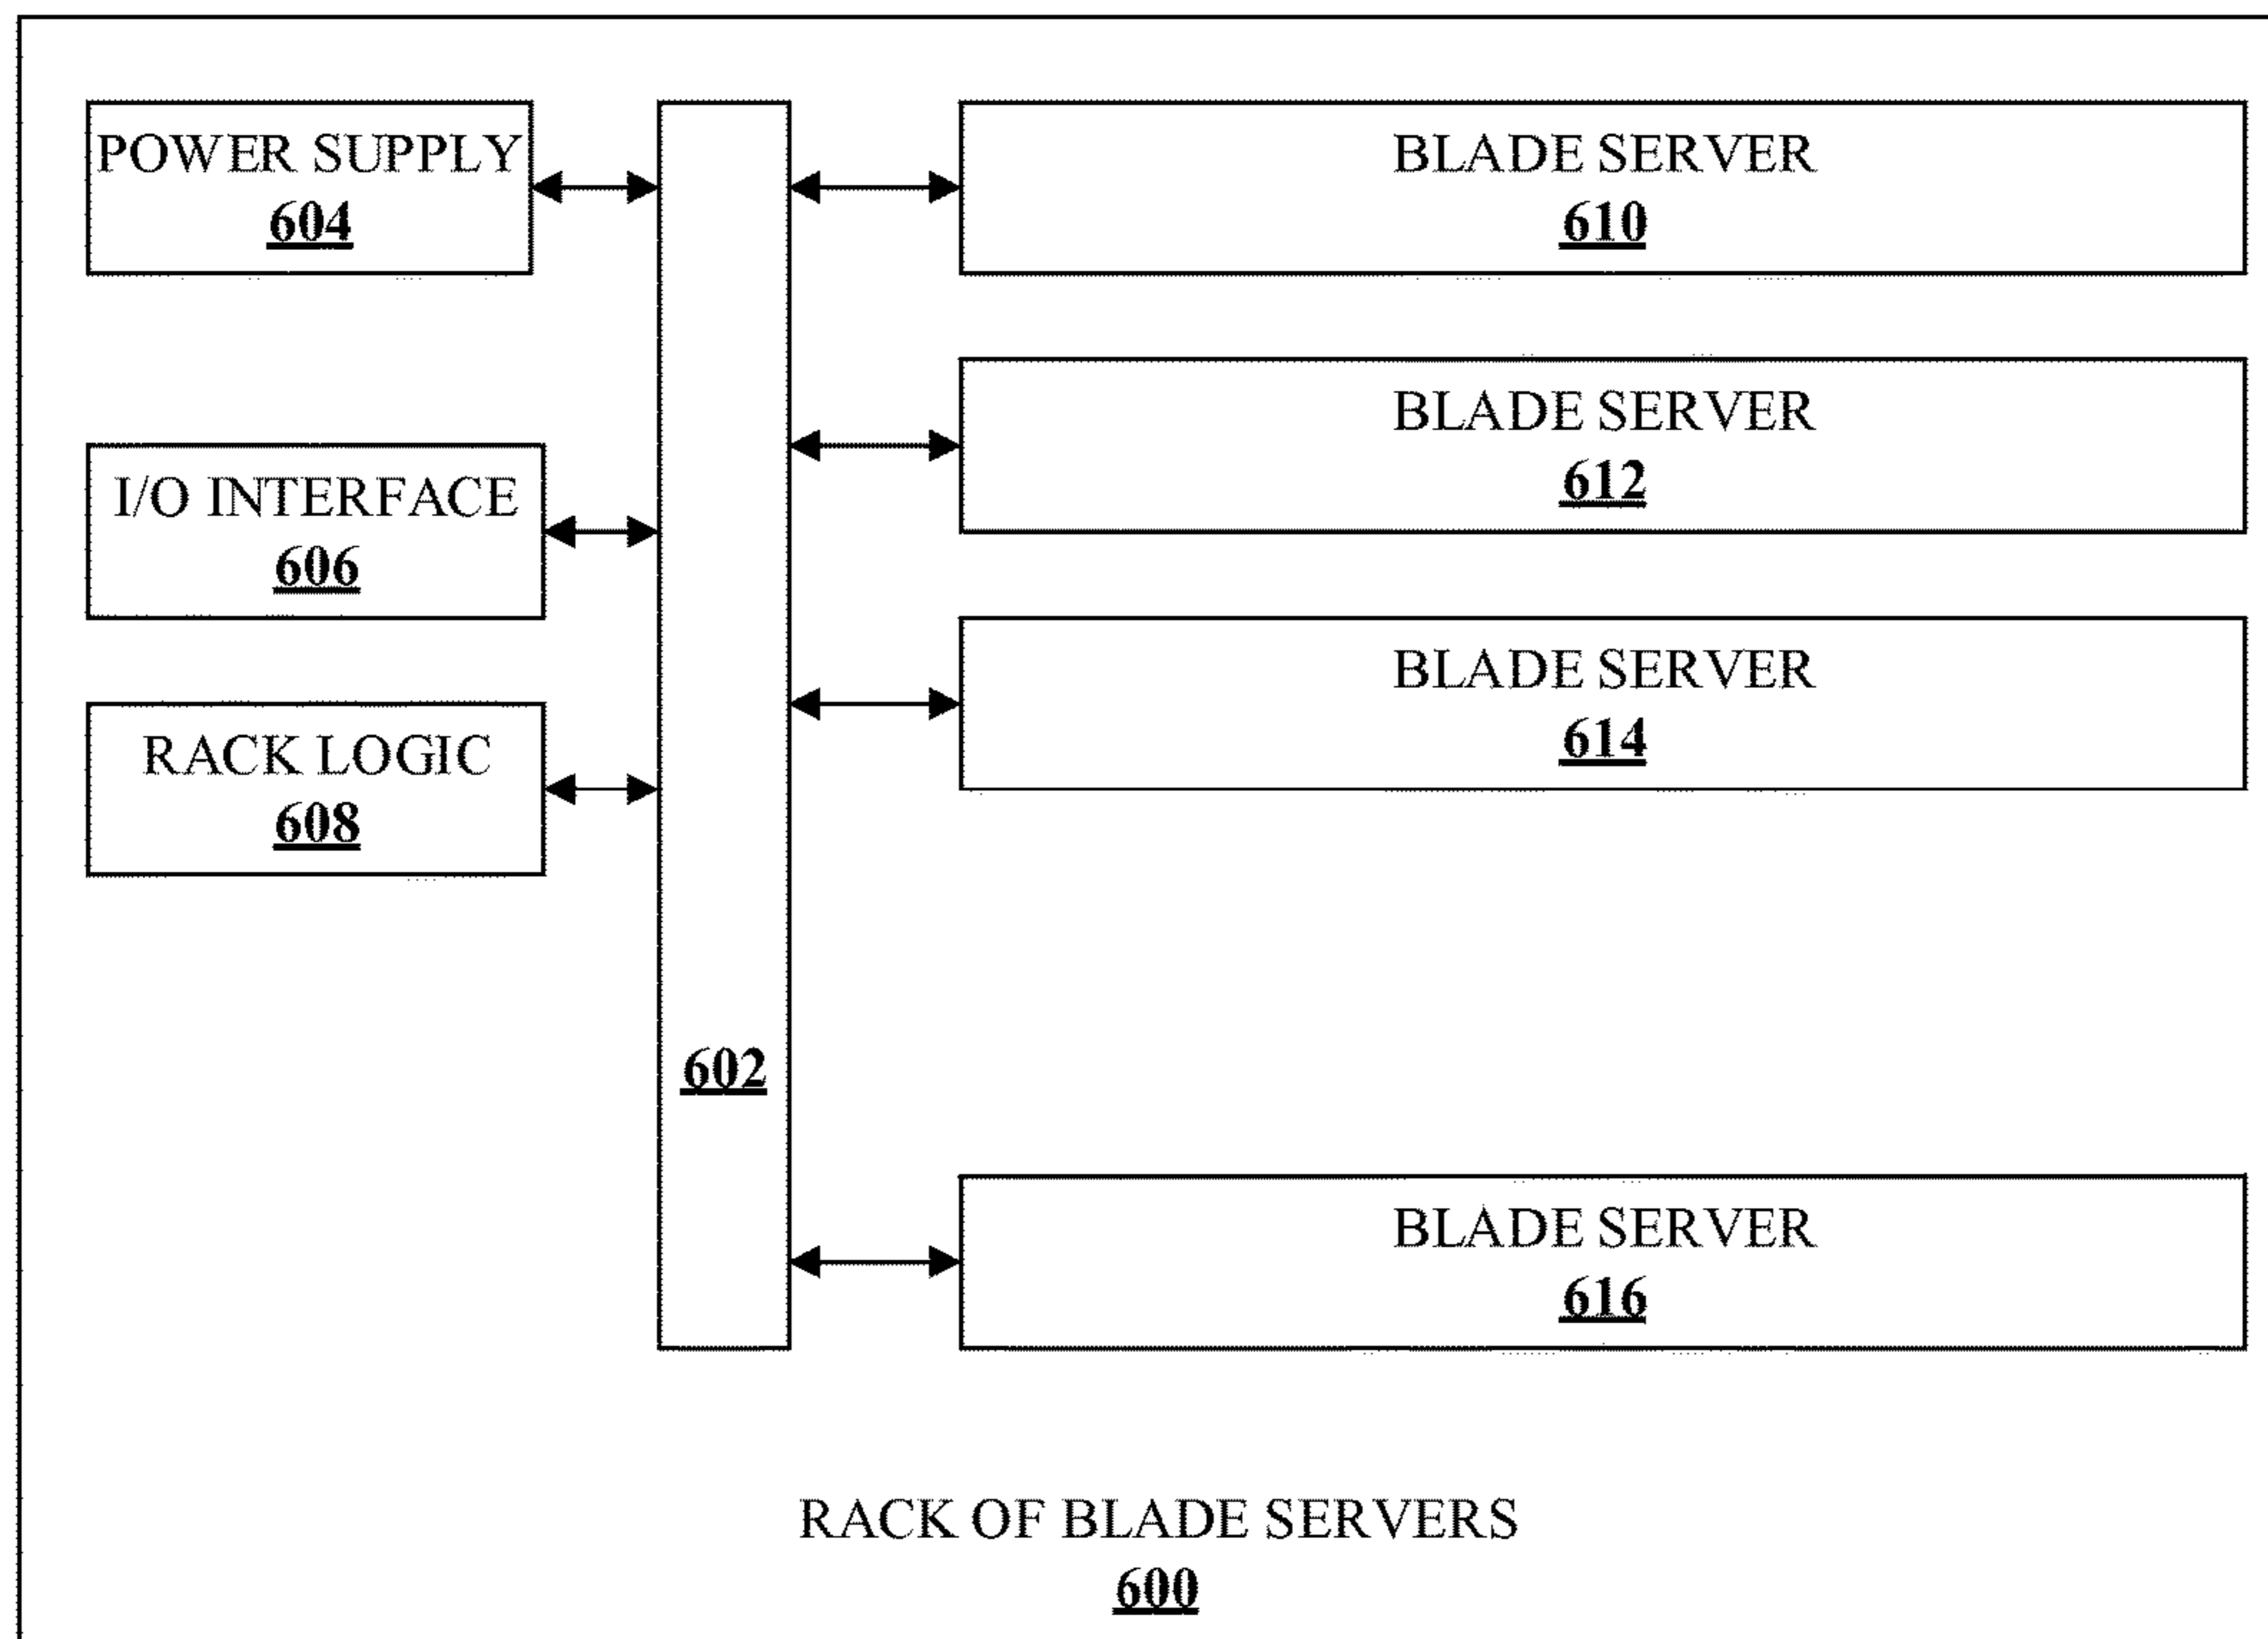 POWER SUPPLY
604
I/O INTERFACE
606
RACK LOGIC
608
602
BLADE SERVER
610
BLADE SERVER
612
BLADE SERVER
614
BLADE SERVER
616
RACK OF BLADE SERVERS
600